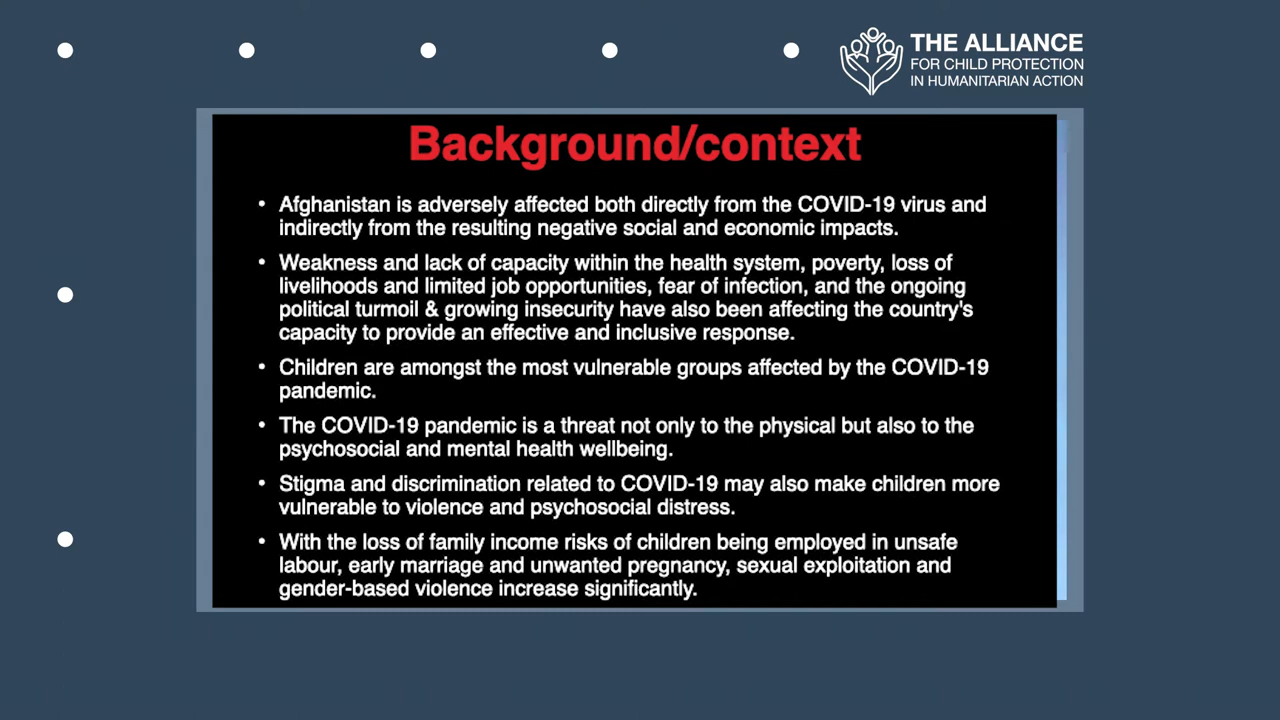 THE ALLIANCE
FOR CHILD PROTECTION
IN HUMANITARIAN ACTION
Background/context
• Afghanistan is adversely affected both directly from the COVID-19 virus and
indirectly from the resulting negative social and economic impacts.
• Weakness and lack of capacity within the health system, poverty, loss of
livelihoods and limited job opportunities, fear of infection, and the ongoing
political turmoil & growing insecurity have also been affecting the country's
capacity to provide an effective and inclusive response.
• Children are amongst the most vulnerable groups affected by the COVID-19
pandemic.
• The COVID-19 pandemic is a threat not only to the physical but also to the
psychosocial and mental health wellbeing.
• Stigma and discrimination related to COVID-19 may also make children more
vulnerable to violence and psychosocial distress.
• With the loss of family income risks of children being employed in unsafe
labour, early marriage and unwanted pregnancy, sexual exploitation and
gender-based violence increase significantly.